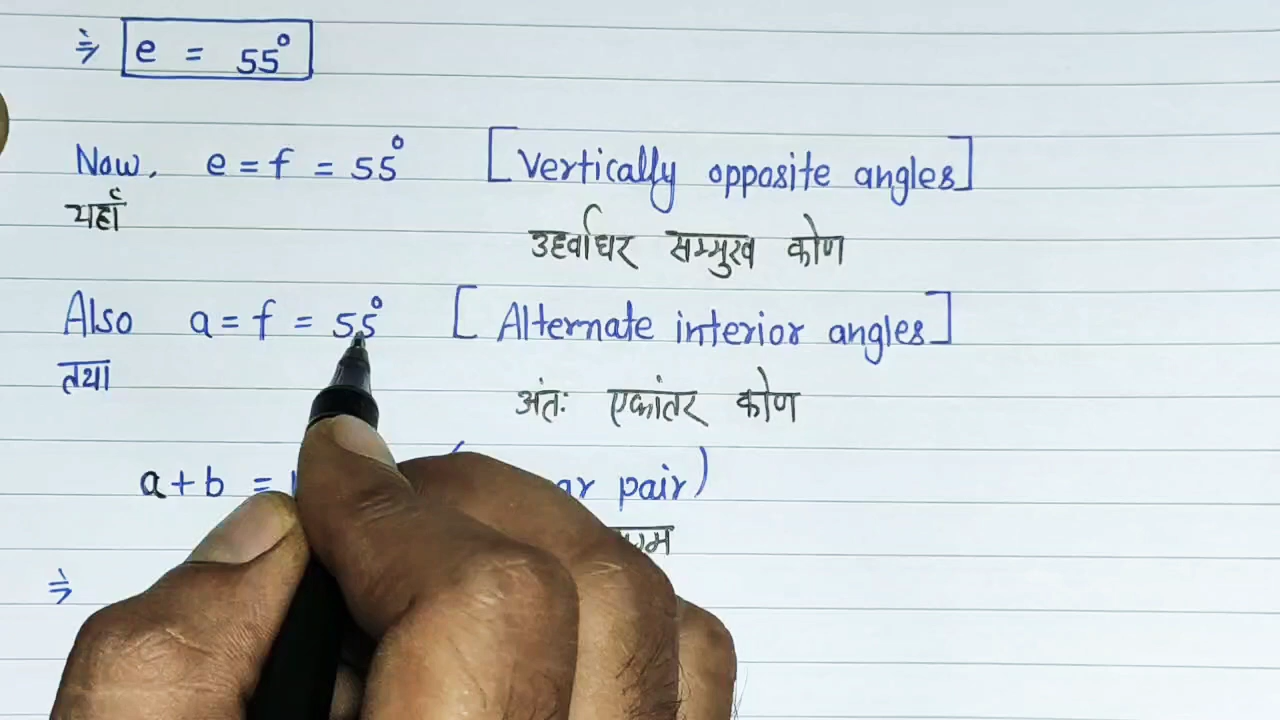 ⇒ e = 55°
Now, e = f = 55° [Vertically opposite angles]
यहाँ
उर्ध्वाधर सम्मुख कोण
Also a = f = 55° [Alternate interior angles]
तथा
अंतः एकांतर कोण
a + b = ( pair)
⇒